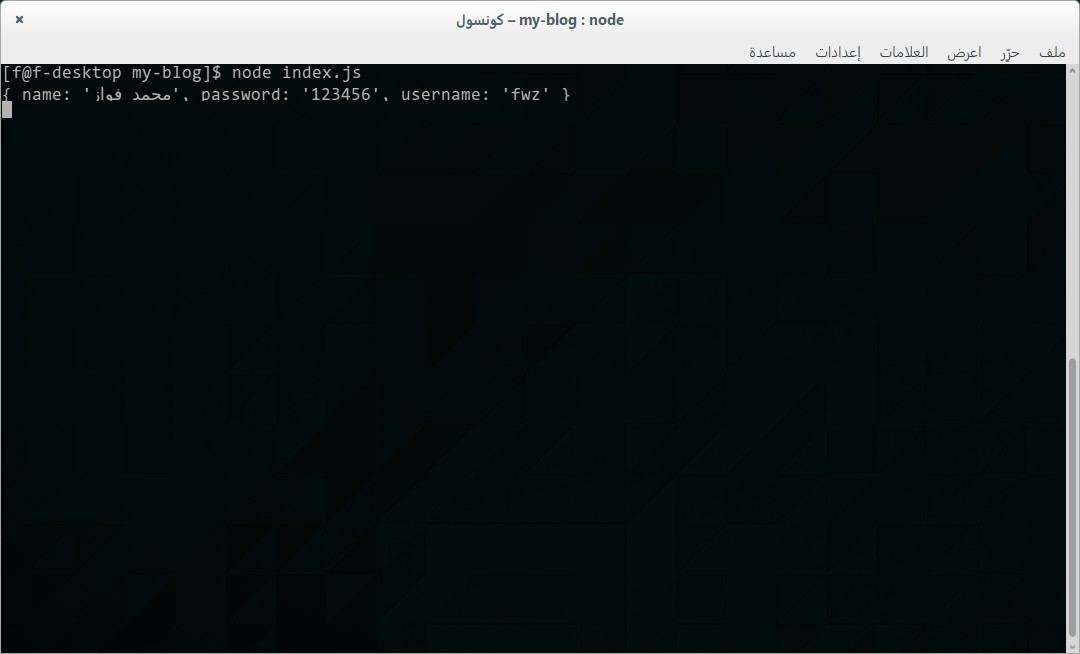 my-blog : node – كونسول
ملف حرّر اعرض العلامات إعدادات مساعدة
[f@f-desktop my-blog]$ node index.js
{ name: 'محمد فواز', password: '123456', username: 'fwz' }